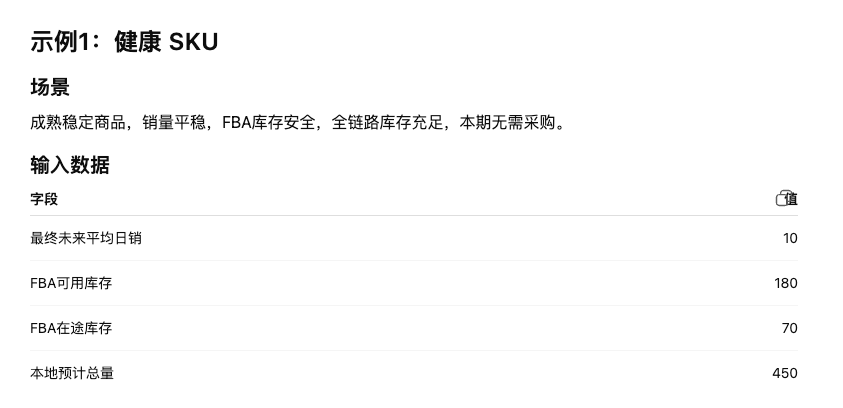 示例1：健康 SKU
场景
成熟稳定商品，销量平稳，FBA库存安全，全链路库存充足，本期无需采购。
输入数据
字段 值
最终未来平均日销 10
FBA可用库存 180
FBA在途库存 70
本地预计总量 450